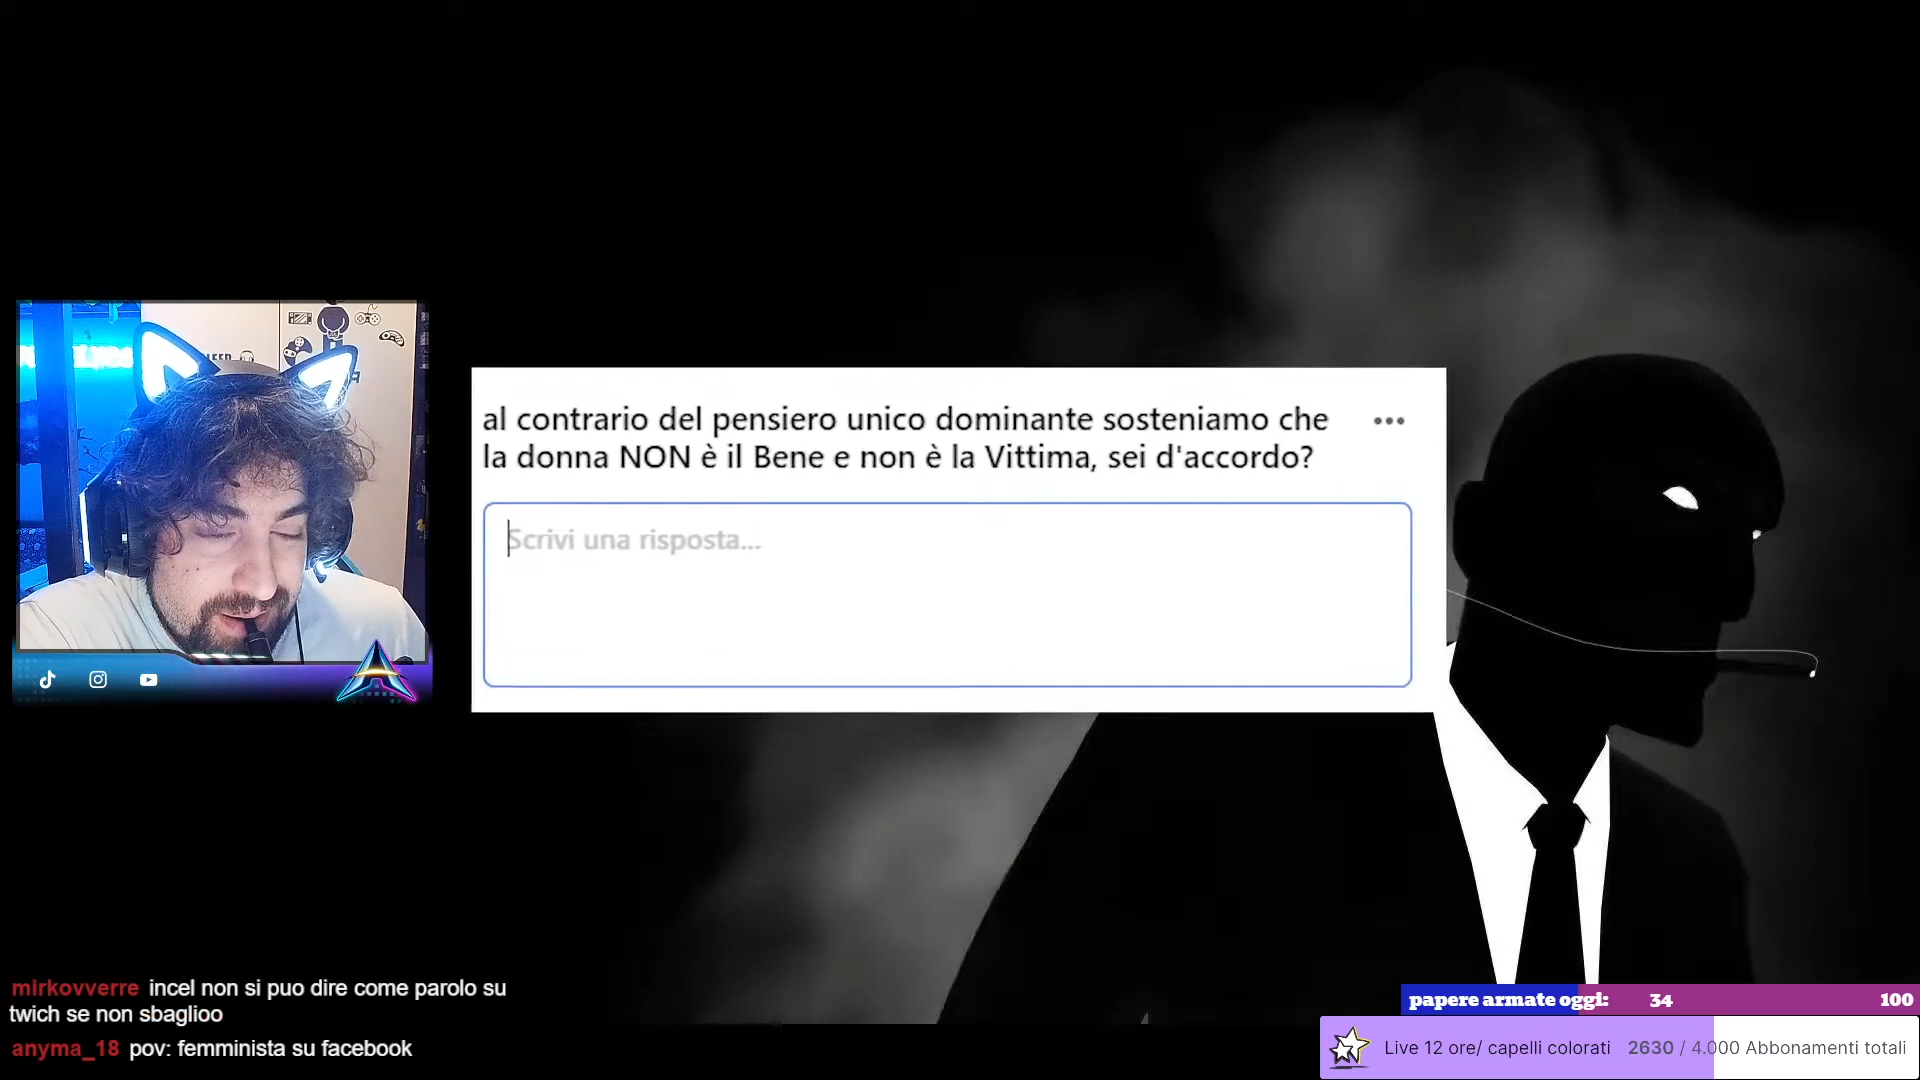 al contrario del pensiero unico dominante sosteniamo che
la donna NON è il Bene e non è la Vittima, sei d'accordo?
Scrivi una risposta...
mirkovverre incel non si puo dire come parolo su
twich se non sbaglioo
anyma_18 pov: femminista su facebook
papere armate oggi: 34 100
Live 12 ore/ capelli colorati 2630 / 4.000 Abbonamenti totali